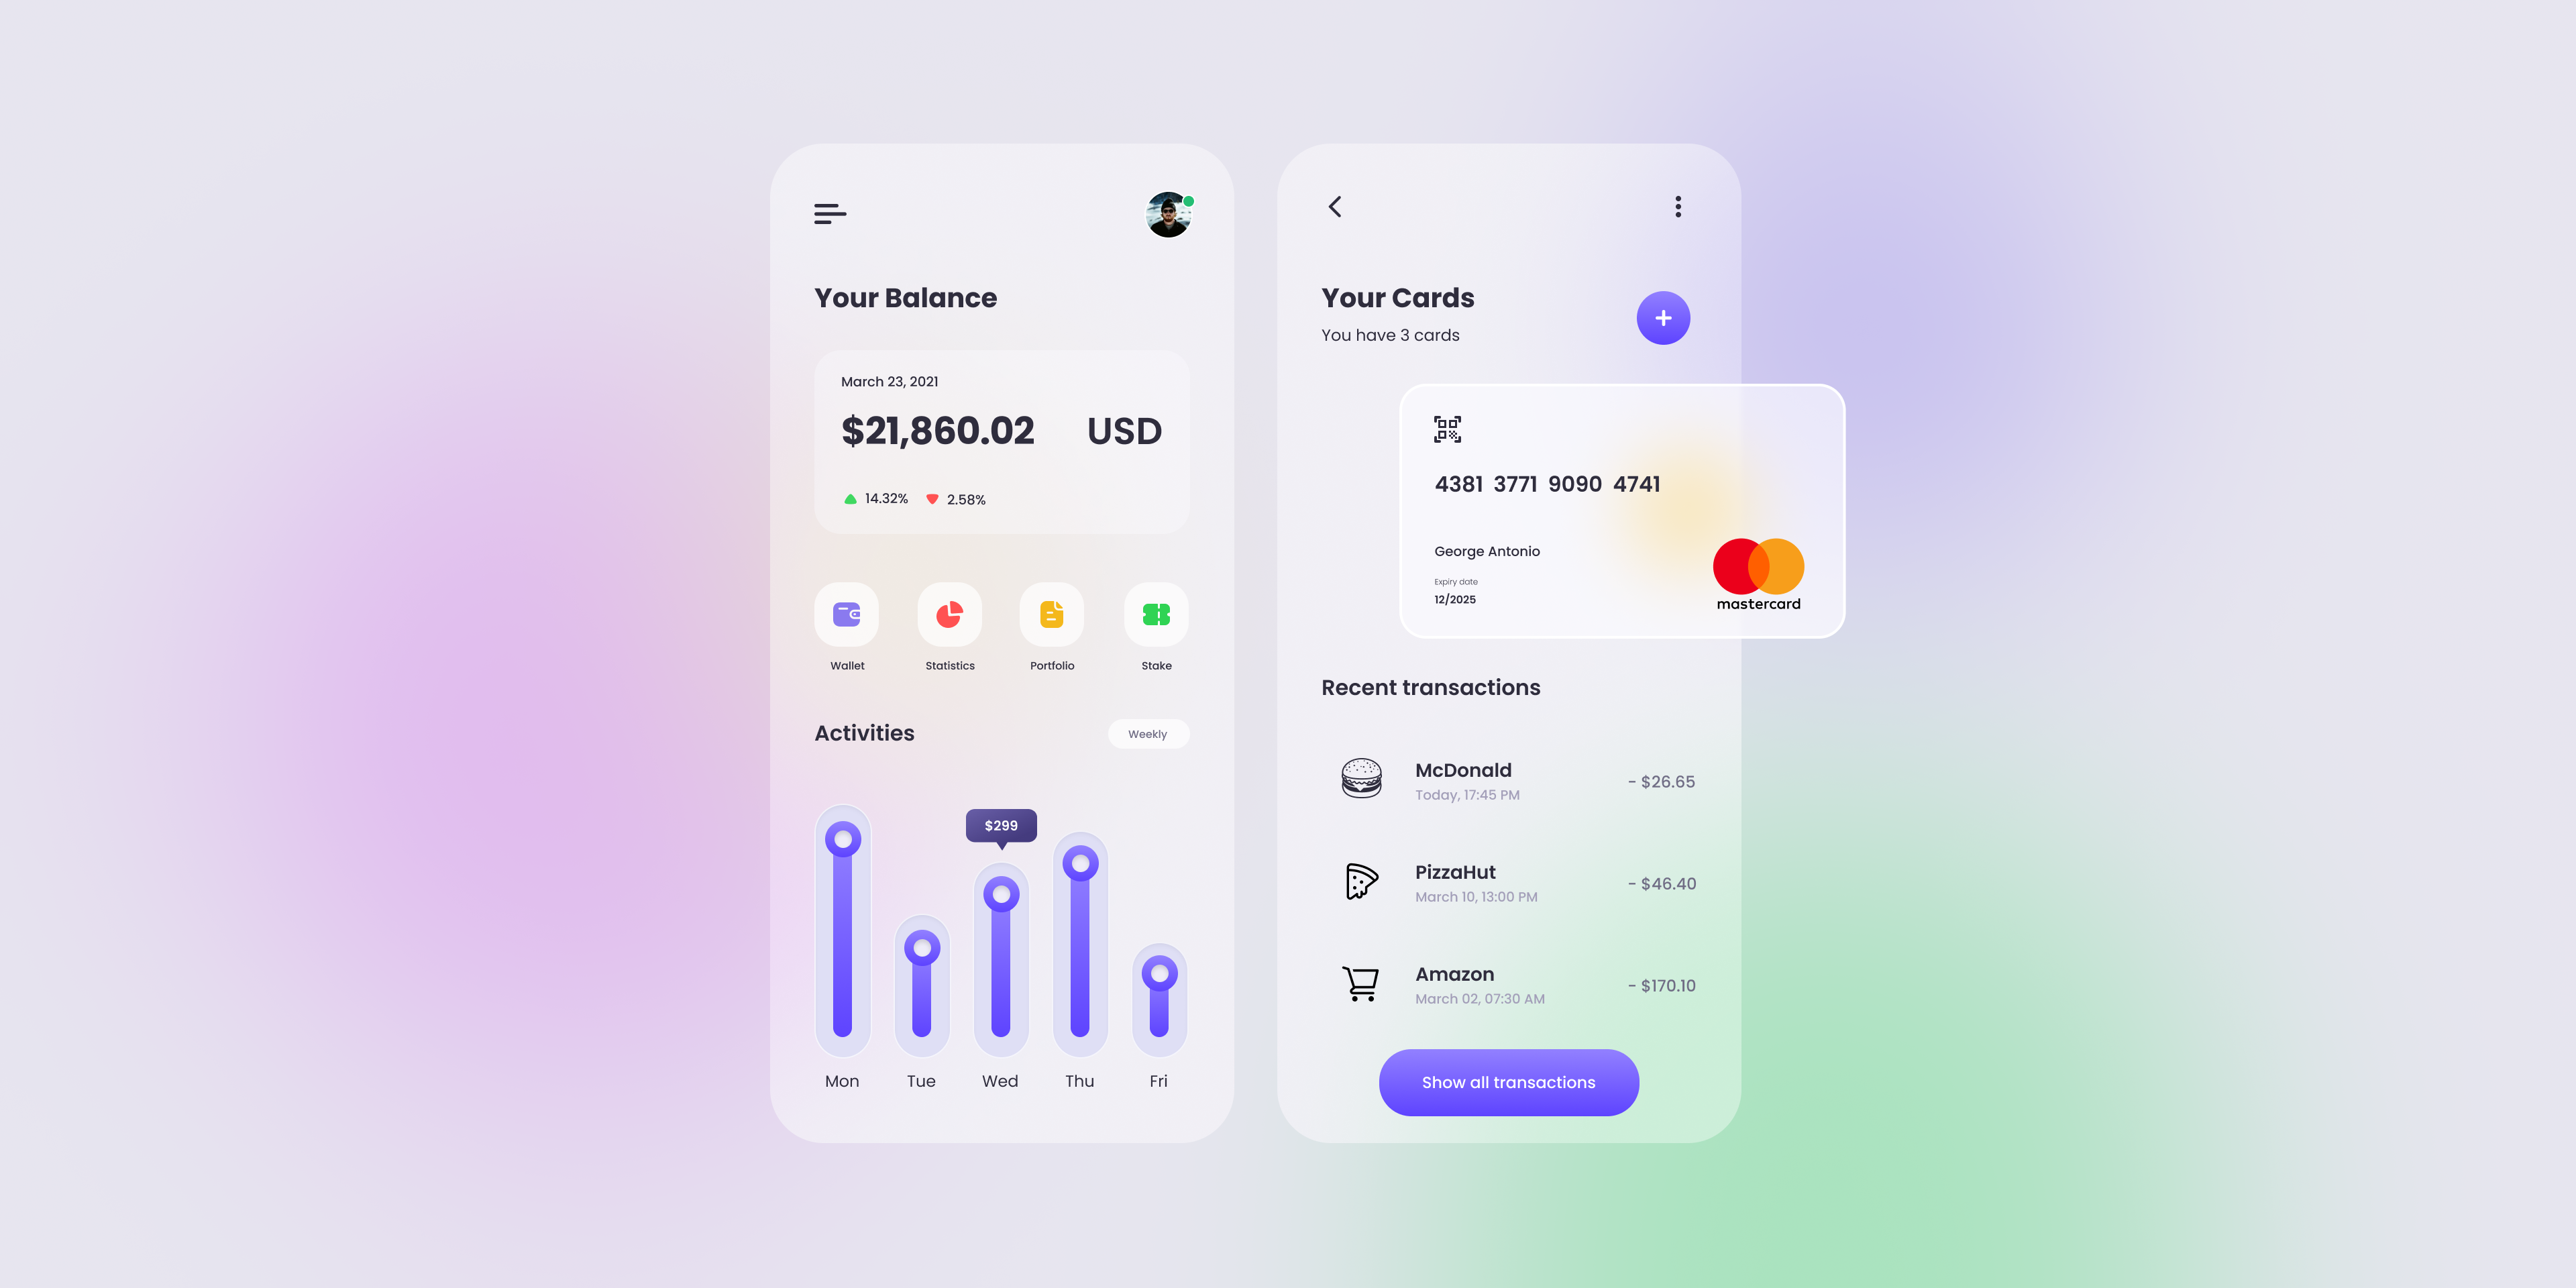 Your Balance
March 23, 2021
$21,860.02 USD
14.32% 2.58%
Wallet Statistics Portfolio Stake
Activities Weekly
$299
Mon Tue Wed Thu Fri
Your Cards
You have 3 cards
+
4381 3771 9090 4741
George Antonio
Expiry date
12/2025
mastercard
Recent transactions
McDonald
Today, 17:45 PM
- $26.65
PizzaHut
March 10, 13:00 PM
- $46.40
Amazon
March 02, 07:30 AM
- $170.10
Show all transactions